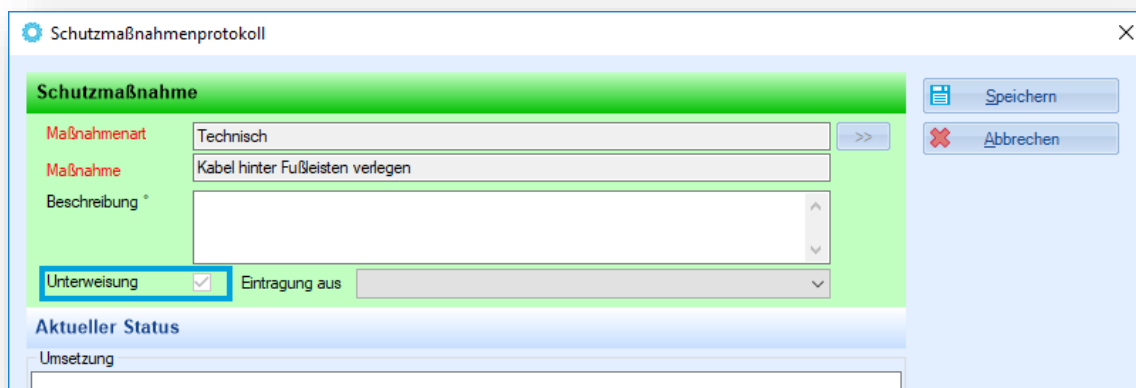 Schutzmaßnahmenprotokoll
Schutzmaßnahme
Speichern
Maßnahmenart Technisch >>
Abbrechen
Maßnahme Kabel hinter Fußleisten verlegen
Beschreibung °
Unterweisung Eintragung aus
Aktueller Status
Umsetzung